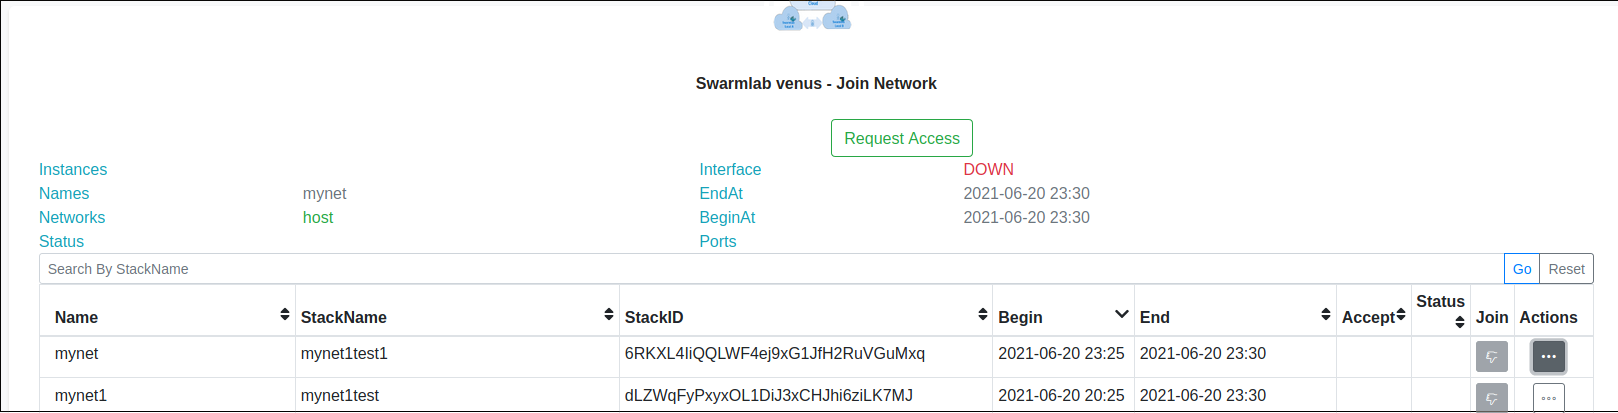 Cloud
Swarmlab venus - Join Network
Request Access
Instances Interface DOWN
Names mynet EndAt 2021-06-20 23:30
Networks host BeginAt 2021-06-20 23:30
Status Ports
Search By StackName Go Reset
Name StackName StackID Begin End Accept Status Join Actions
mynet mynet1test1 6RKXL4IiQQLWF4ej9xG1JfH2RuVGuMxq 2021-06-20 23:25 2021-06-20 23:30
mynet1 mynet1test dLZWqFyPxyxOL1DiJ3xCHJhi6ziLK7MJ 2021-06-20 20:25 2021-06-20 23:30